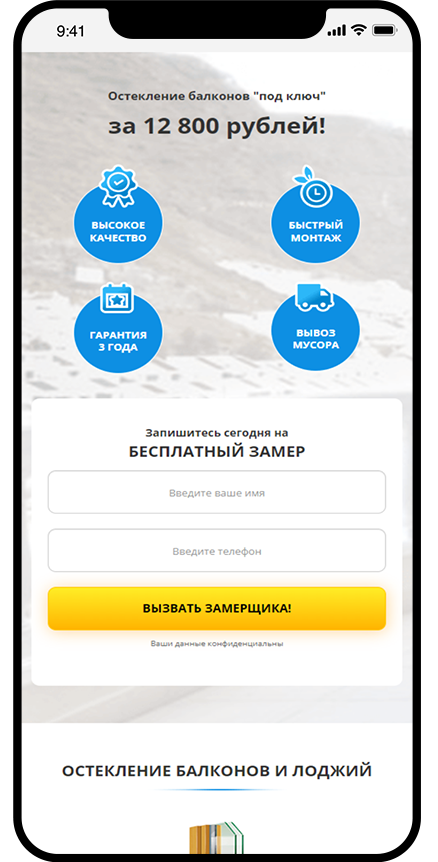 9:41
Остекление балконов "под ключ"
за 12 800 рублей!
ВЫСОКОЕ
КАЧЕСТВО
БЫСТРЫЙ
МОНТАЖ
ГАРАНТИЯ
3 ГОДА
ВЫВОЗ
МУСОРА
Запишитесь сегодня на
БЕСПЛАТНЫЙ ЗАМЕР
Введите ваше имя
Введите телефон
ВЫЗВАТЬ ЗАМЕРЩИКА!
Ваши данные конфиденциальны
ОСТЕКЛЕНИЕ БАЛКОНОВ И ЛОДЖИЙ